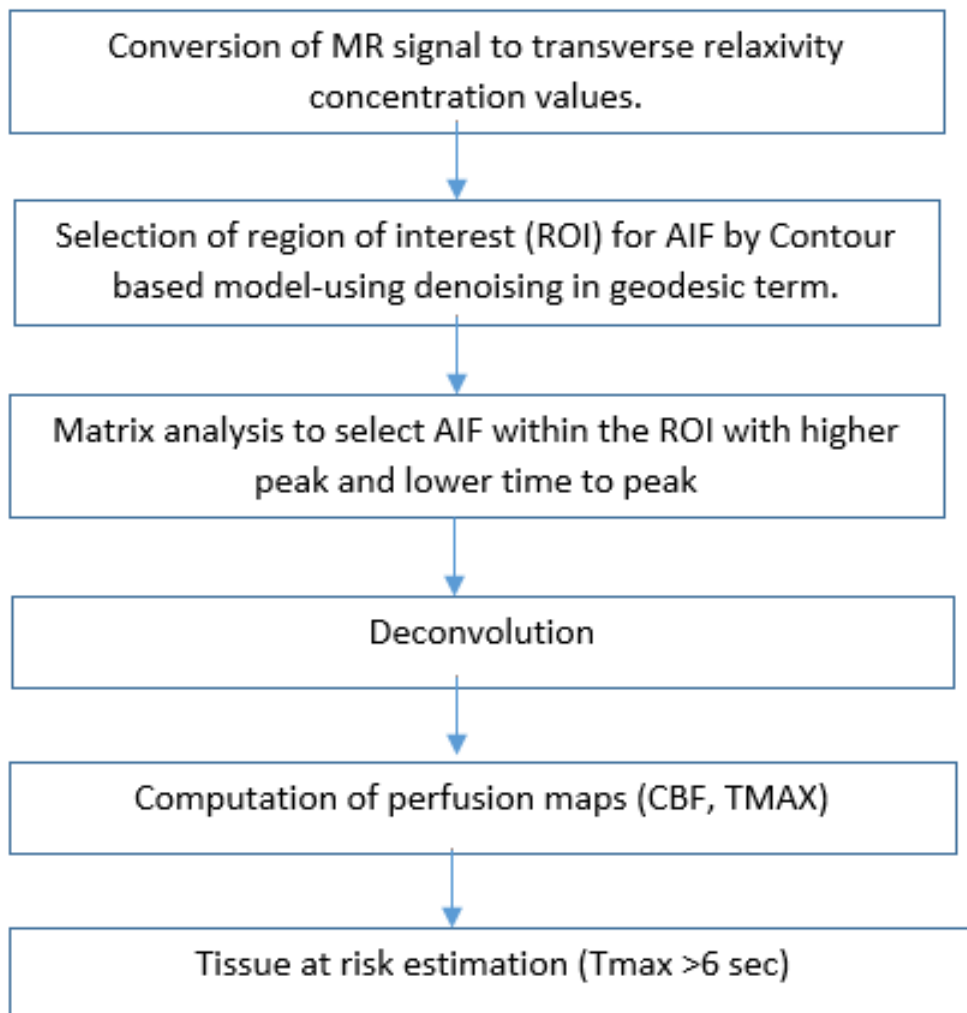 Conversion of MR signal to transverse relaxivity
concentration values.
Selection of region of interest (ROI) for AIF by Contour
based model-using denoising in geodesic term.
Matrix analysis to select AIF within the ROI with higher
peak and lower time to peak
Deconvolution
Computation of perfusion maps (CBF, TMAX)
Tissue at risk estimation (Tmax >6 sec)